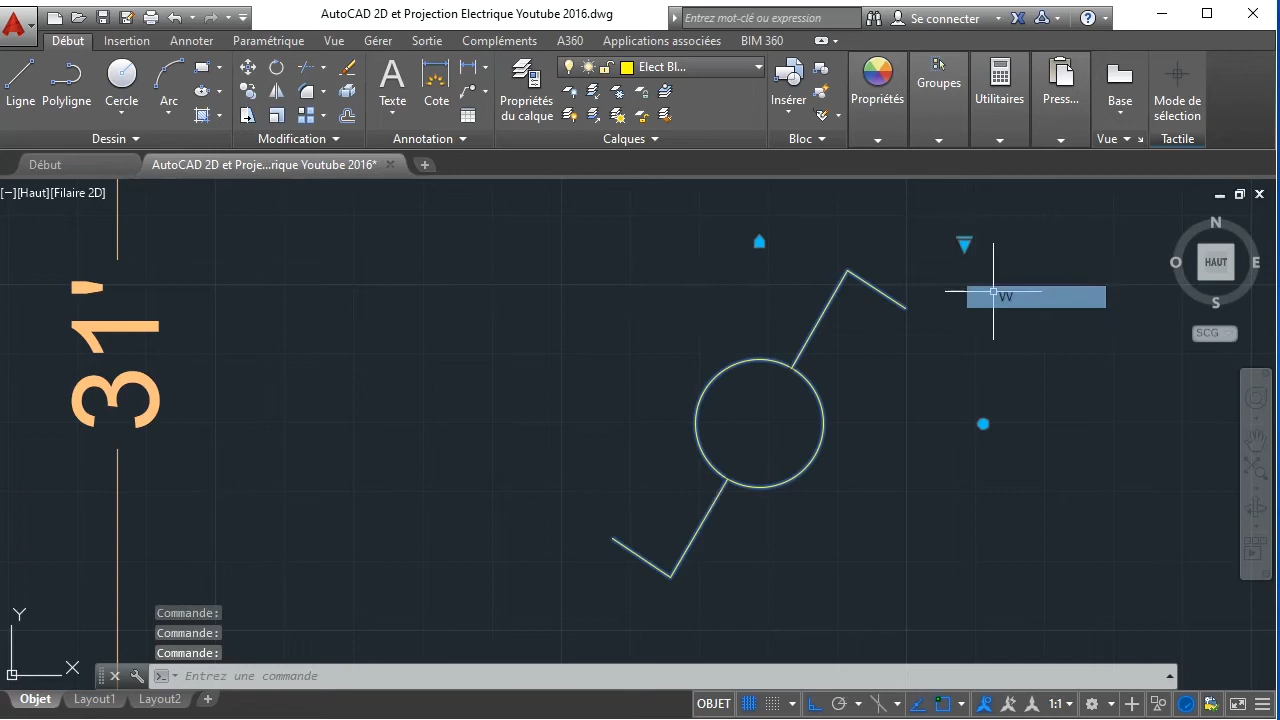 AutoCAD 2D et Projection Electrique Youtube 2016.dwg
Entrez mot-clé ou expression
Se connecter
Début Insertion Annoter Paramétrique Vue Gérer Sortie Compléments A360 Applications associées BIM 360
Elect Bl...
Ligne Polyligne Cercle Arc
Texte Cote
Propriétés du calque
Insérer
Propriétés Groupes Utilitaires Press... Base
Mode de sélection
Dessin Modification Annotation Calques Bloc Vue Tactile
Début AutoCAD 2D et Proje...rique Youtube 2016*
[−][Haut][Filaire 2D]
N
O HAUT E
S
SCG
31'
VV
Y
X
Commande:
Commande:
Commande:
Entrez une commande
Objet Layout1 Layout2
OBJET 1:1